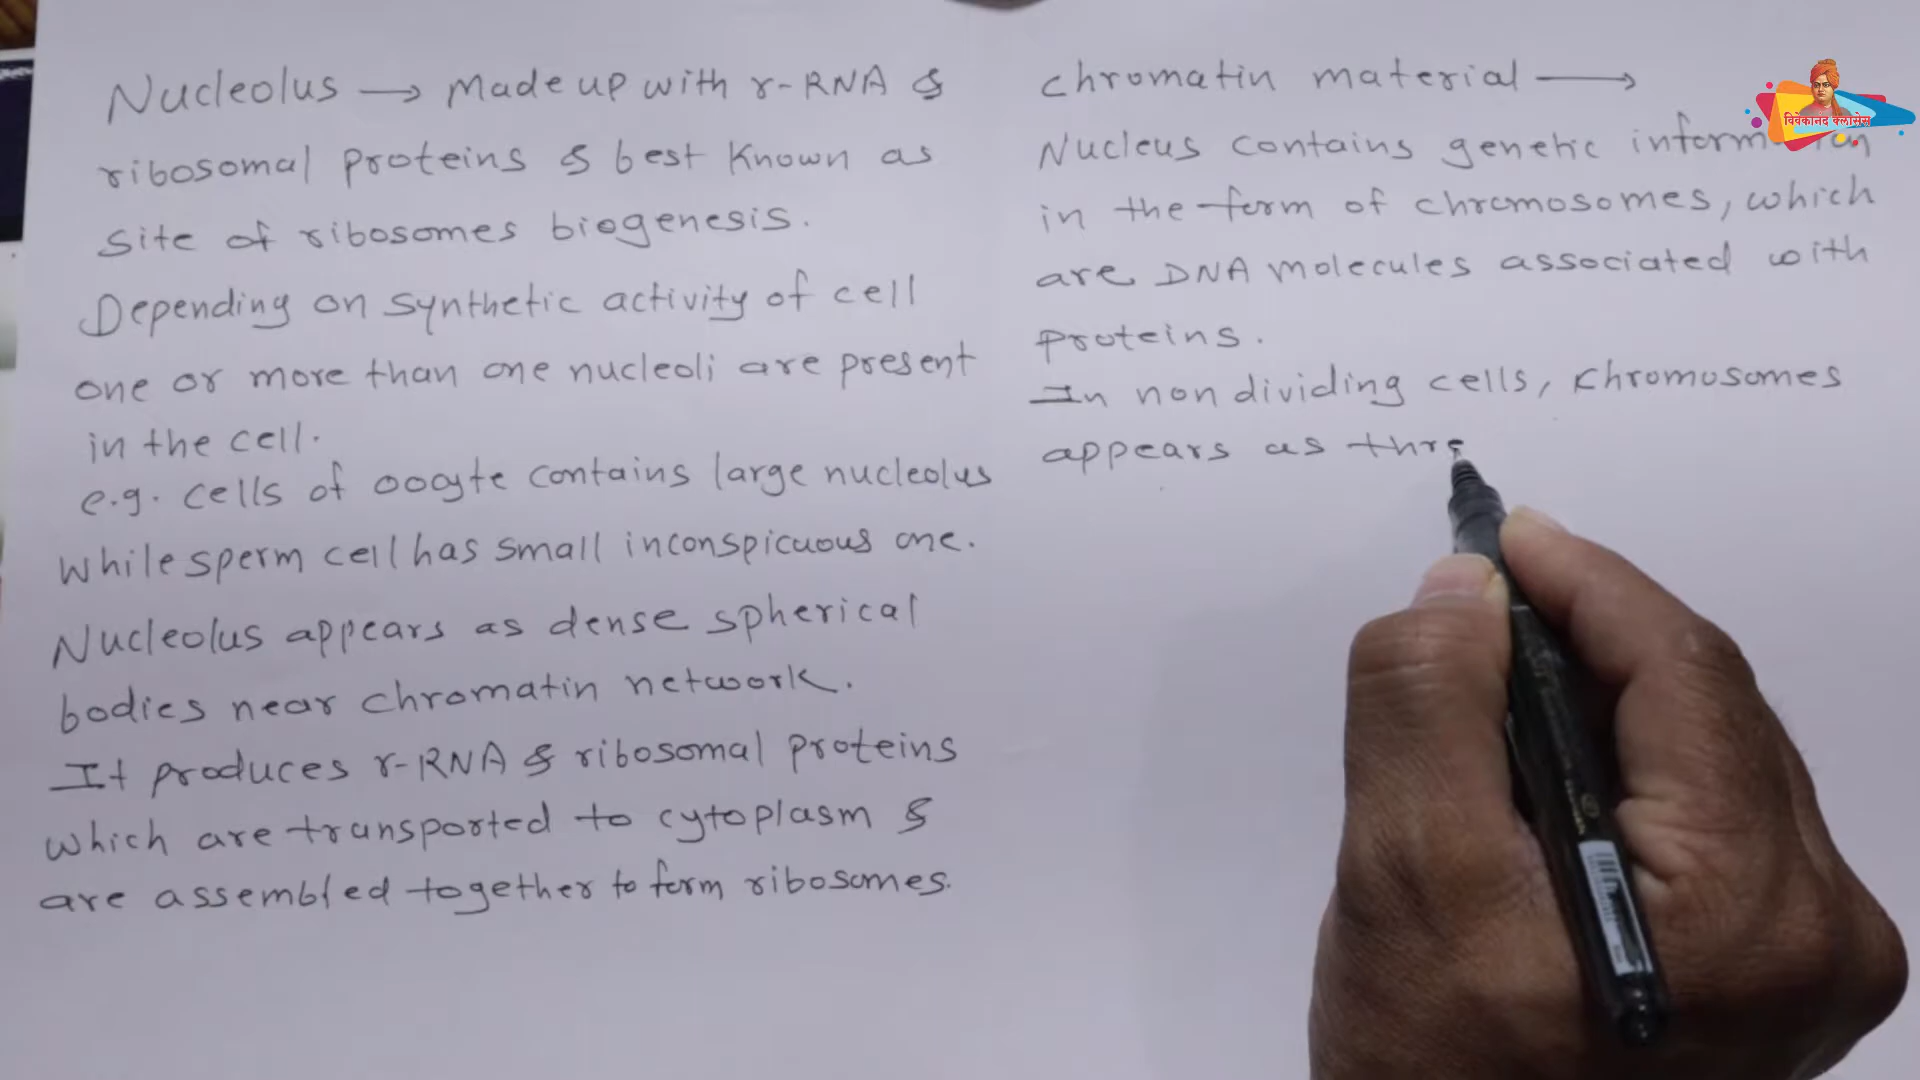 Nucleolus → Made up with r-RNA &
ribosomal proteins & best known as
site of ribosomes biogenesis.
Depending on synthetic activity of cell
one or more than one nucleoli are present
in the cell.
e.g. cells of oocyte contains large nucleolus
while sperm cell has small inconspicuous one.
Nucleolus appears as dense spherical
bodies near chromatin network.
It produces r-RNA & ribosomal proteins
which are transported to cytoplasm &
are assembled together to form ribosomes.
chromatin material →
Nucleus contains genetic information
in the form of chromosomes, which
are DNA molecules associated with
proteins.
In non dividing cells, chromosomes
appears as thre
विवेकानंद क्लासेस